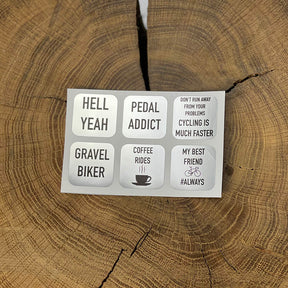 HELL
YEAH
PEDAL
ADDICT
DON'T RUN AWAY
FROM YOUR
PROBLEMS
CYCLING IS
MUCH FASTER
GRAVEL
BIKER
COFFEE
RIDES
MY BEST
FRIEND
#ALWAYS